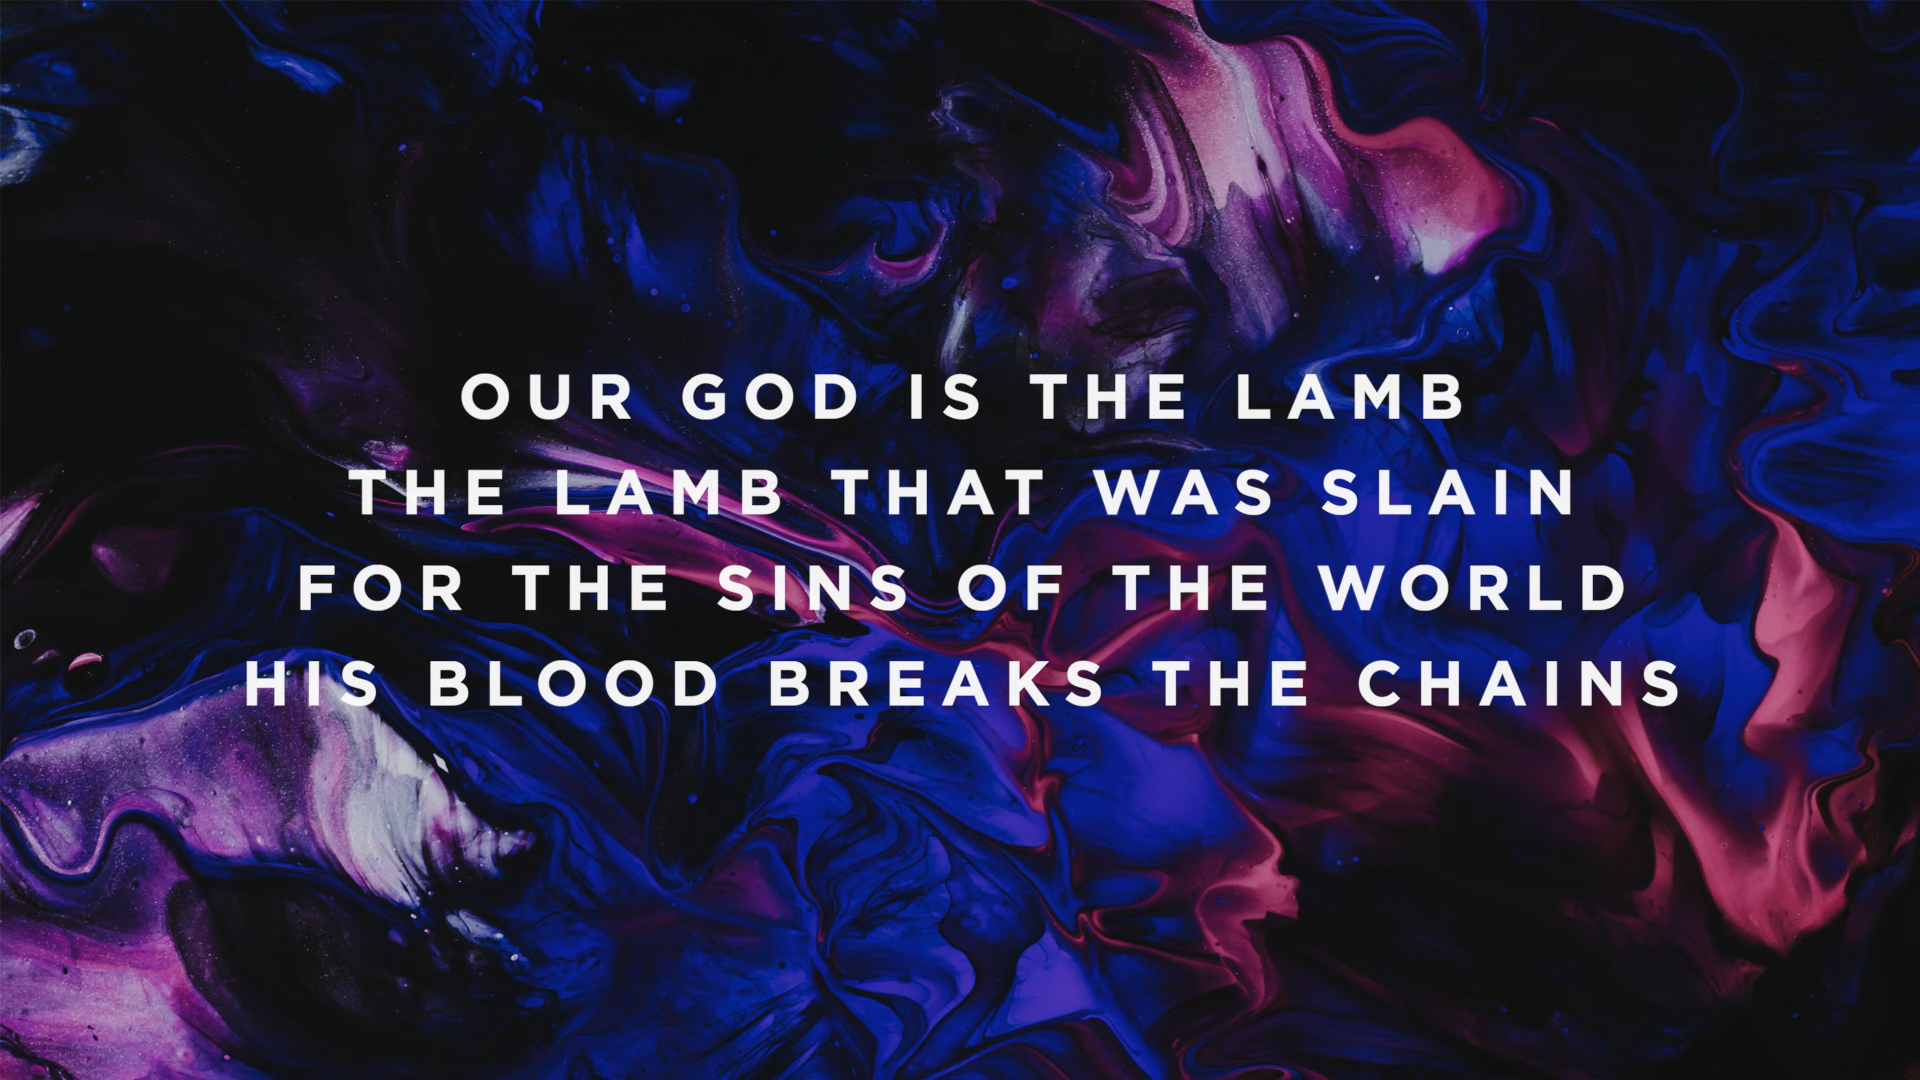 OUR GOD IS THE LAMB
THE LAMB THAT WAS SLAIN
FOR THE SINS OF THE WORLD
HIS BLOOD BREAKS THE CHAINS